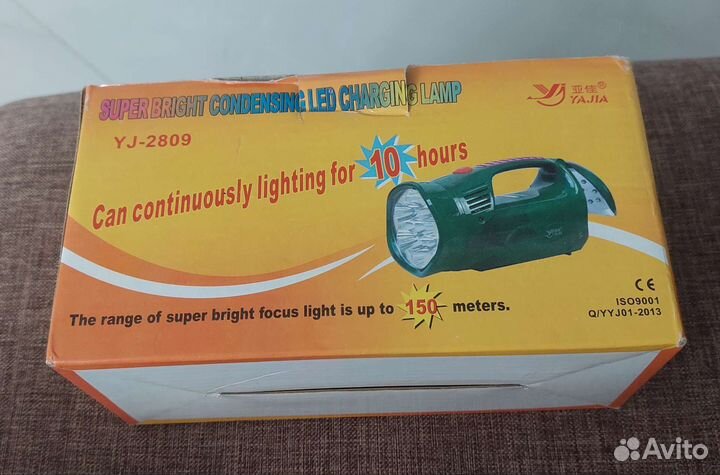 SUPER BRIGHT CONDENSING LED CHARGING LAMP
YJ 亚佳®
YAJIA
YJ-2809
Can continuously lighting for 10 hours
The range of super bright focus light is up to 150 meters.
CE
ISO9001
Q/YYJ01-2013
Avito